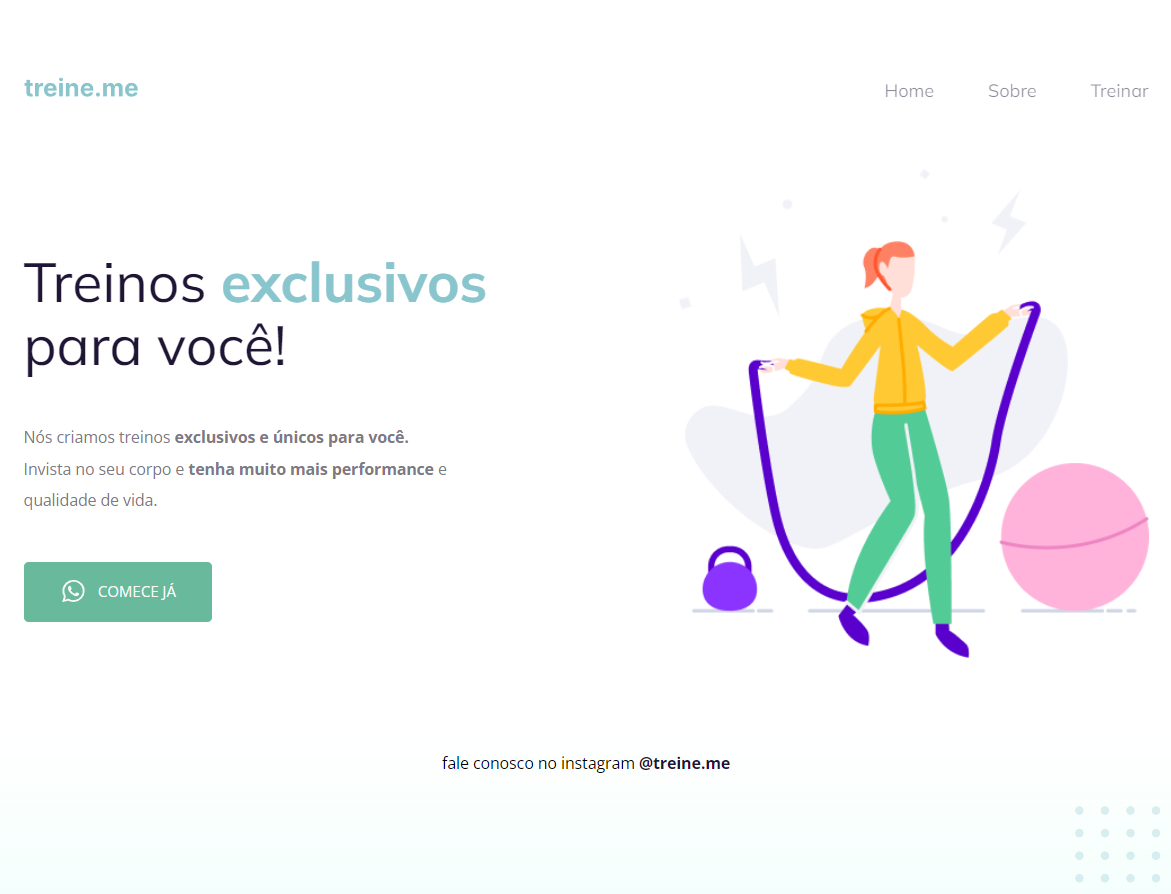 treine.me
Home
Sobre
Treinar
Treinos exclusivos
para você!
Nós criamos treinos exclusivos e únicos para você.
Invista no seu corpo e tenha muito mais performance e
qualidade de vida.
COMECE JÁ
fale conosco no instagram @treine.me